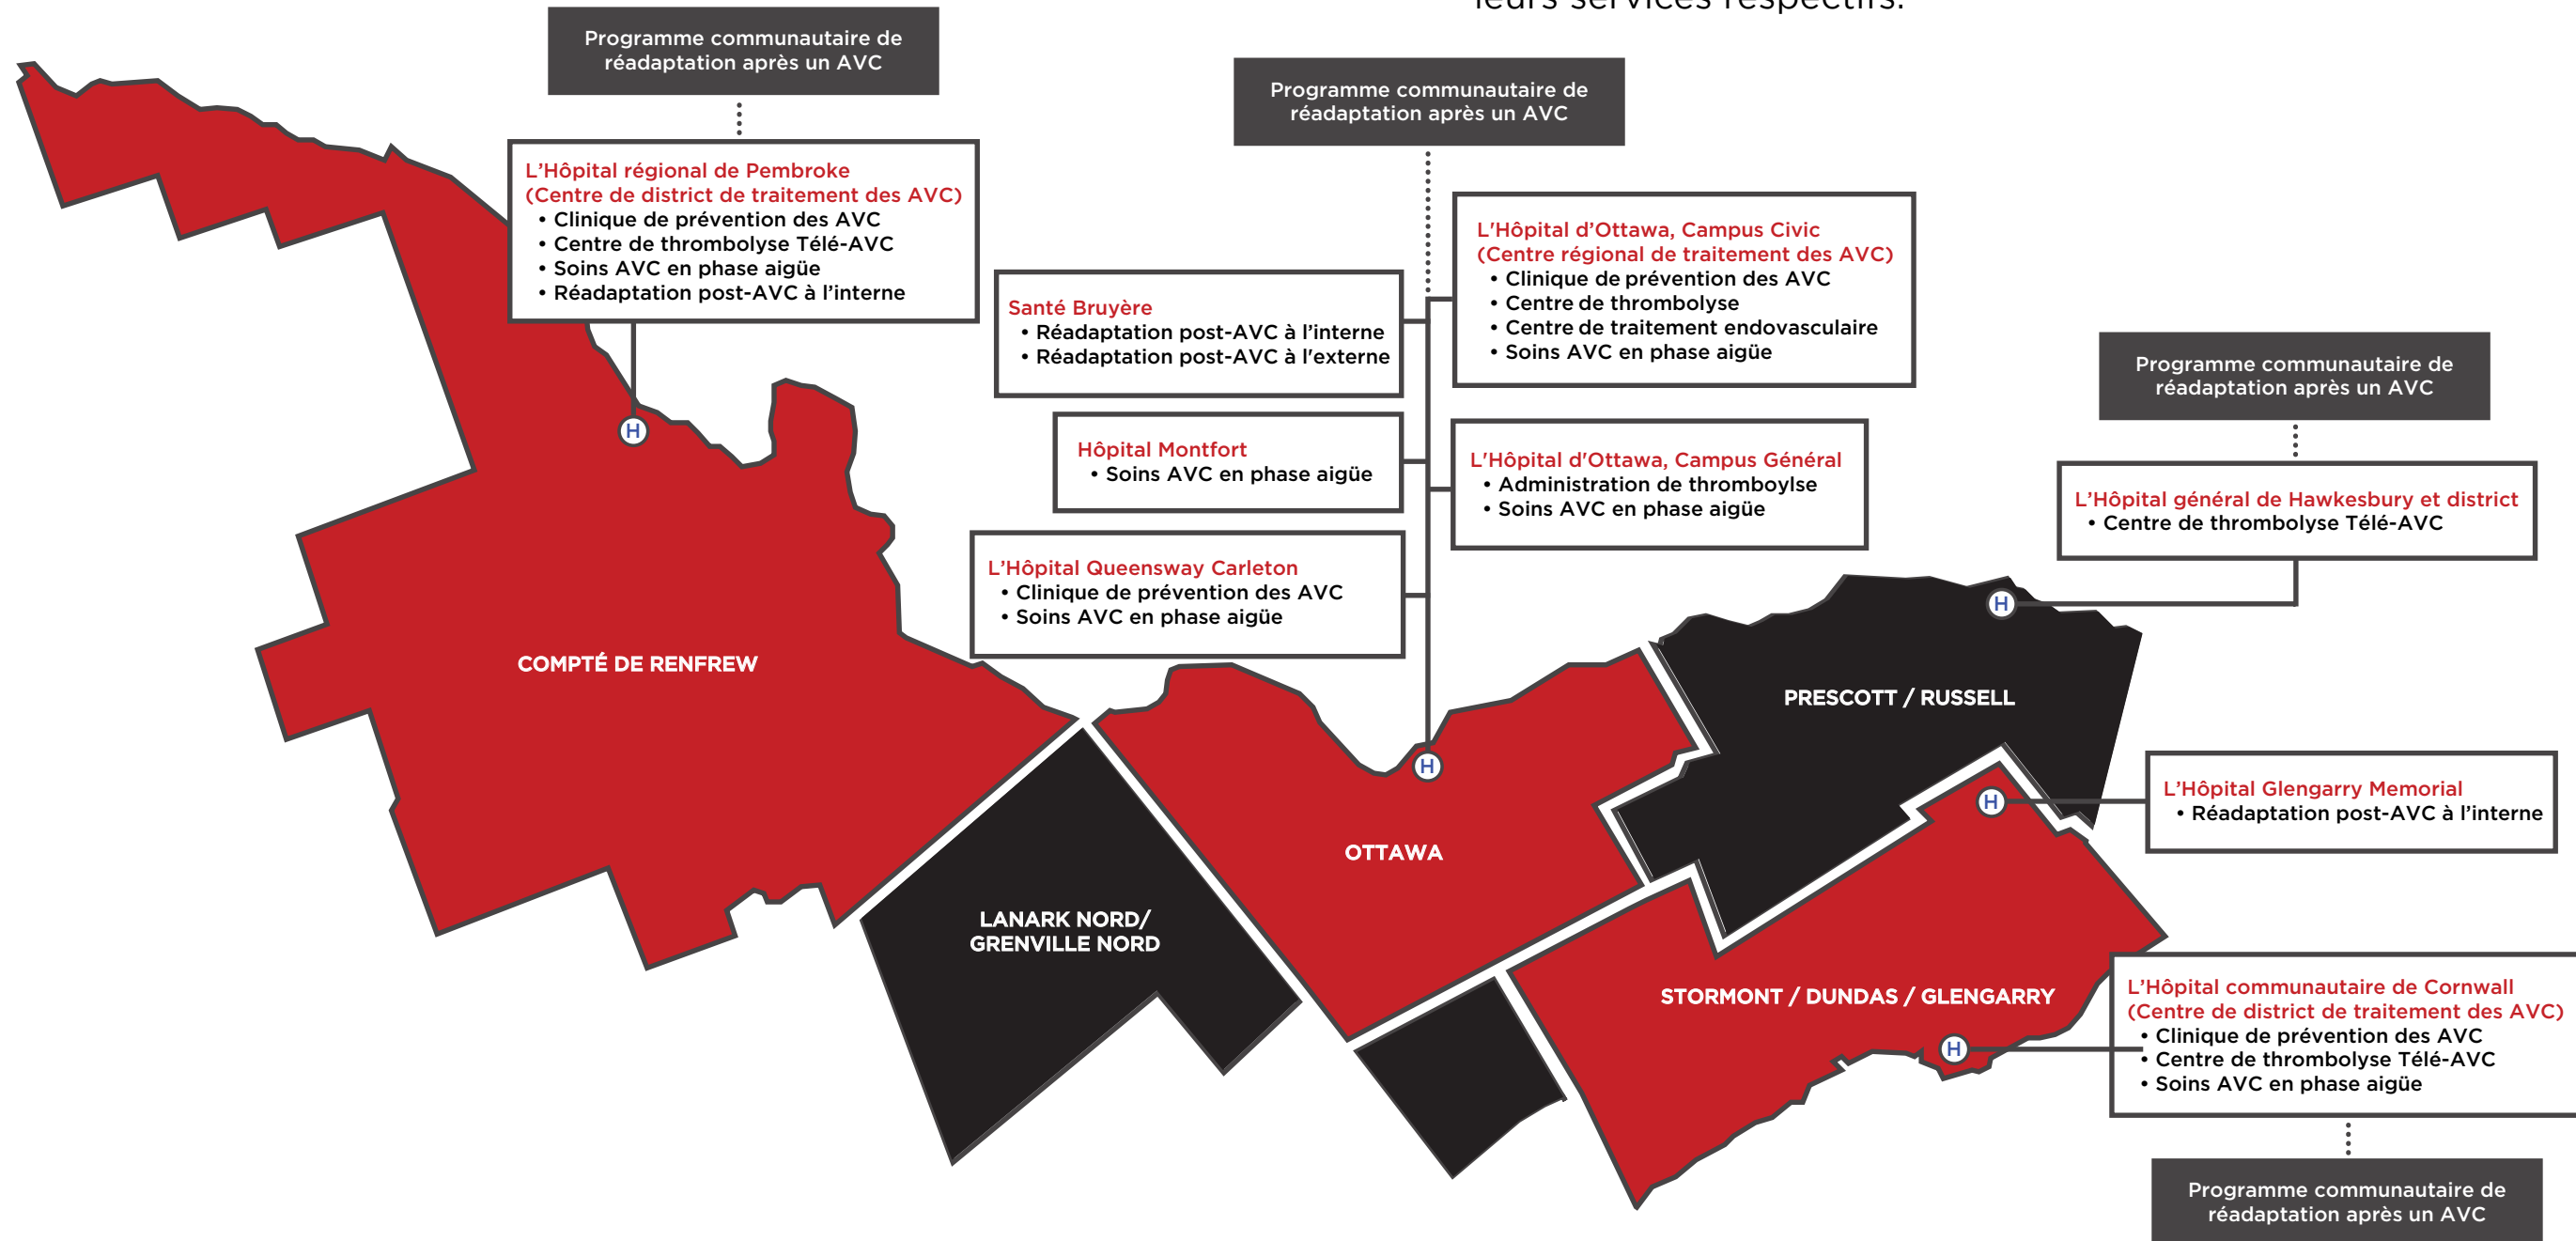 leurs services respectifs.
Programme communautaire de
réadaptation après un AVC
L’Hôpital régional de Pembroke
(Centre de district de traitement des AVC)
• Clinique de prévention des AVC
• Centre de thrombolyse Télé-AVC
• Soins AVC en phase aigüe
• Réadaptation post-AVC à l’interne
H
COMPTÉ DE RENFREW
Programme communautaire de
réadaptation après un AVC
L'Hôpital d’Ottawa, Campus Civic
(Centre régional de traitement des AVC)
• Clinique de prévention des AVC
• Centre de thrombolyse
• Centre de traitement endovasculaire
• Soins AVC en phase aigüe
Santé Bruyère
• Réadaptation post-AVC à l’interne
• Réadaptation post-AVC à l'externe
Hôpital Montfort
• Soins AVC en phase aigüe
L'Hôpital d'Ottawa, Campus Général
• Administration de thromboylse
• Soins AVC en phase aigüe
L’Hôpital Queensway Carleton
• Clinique de prévention des AVC
• Soins AVC en phase aigüe
H
OTTAWA
LANARK NORD/
GRENVILLE NORD
Programme communautaire de
réadaptation après un AVC
L’Hôpital général de Hawkesbury et district
• Centre de thrombolyse Télé-AVC
H
PRESCOTT / RUSSELL
L’Hôpital Glengarry Memorial
• Réadaptation post-AVC à l’interne
H
STORMONT / DUNDAS / GLENGARRY
L’Hôpital communautaire de Cornwall
(Centre de district de traitement des AVC)
• Clinique de prévention des AVC
• Centre de thrombolyse Télé-AVC
• Soins AVC en phase aigüe
H
Programme communautaire de
réadaptation après un AVC